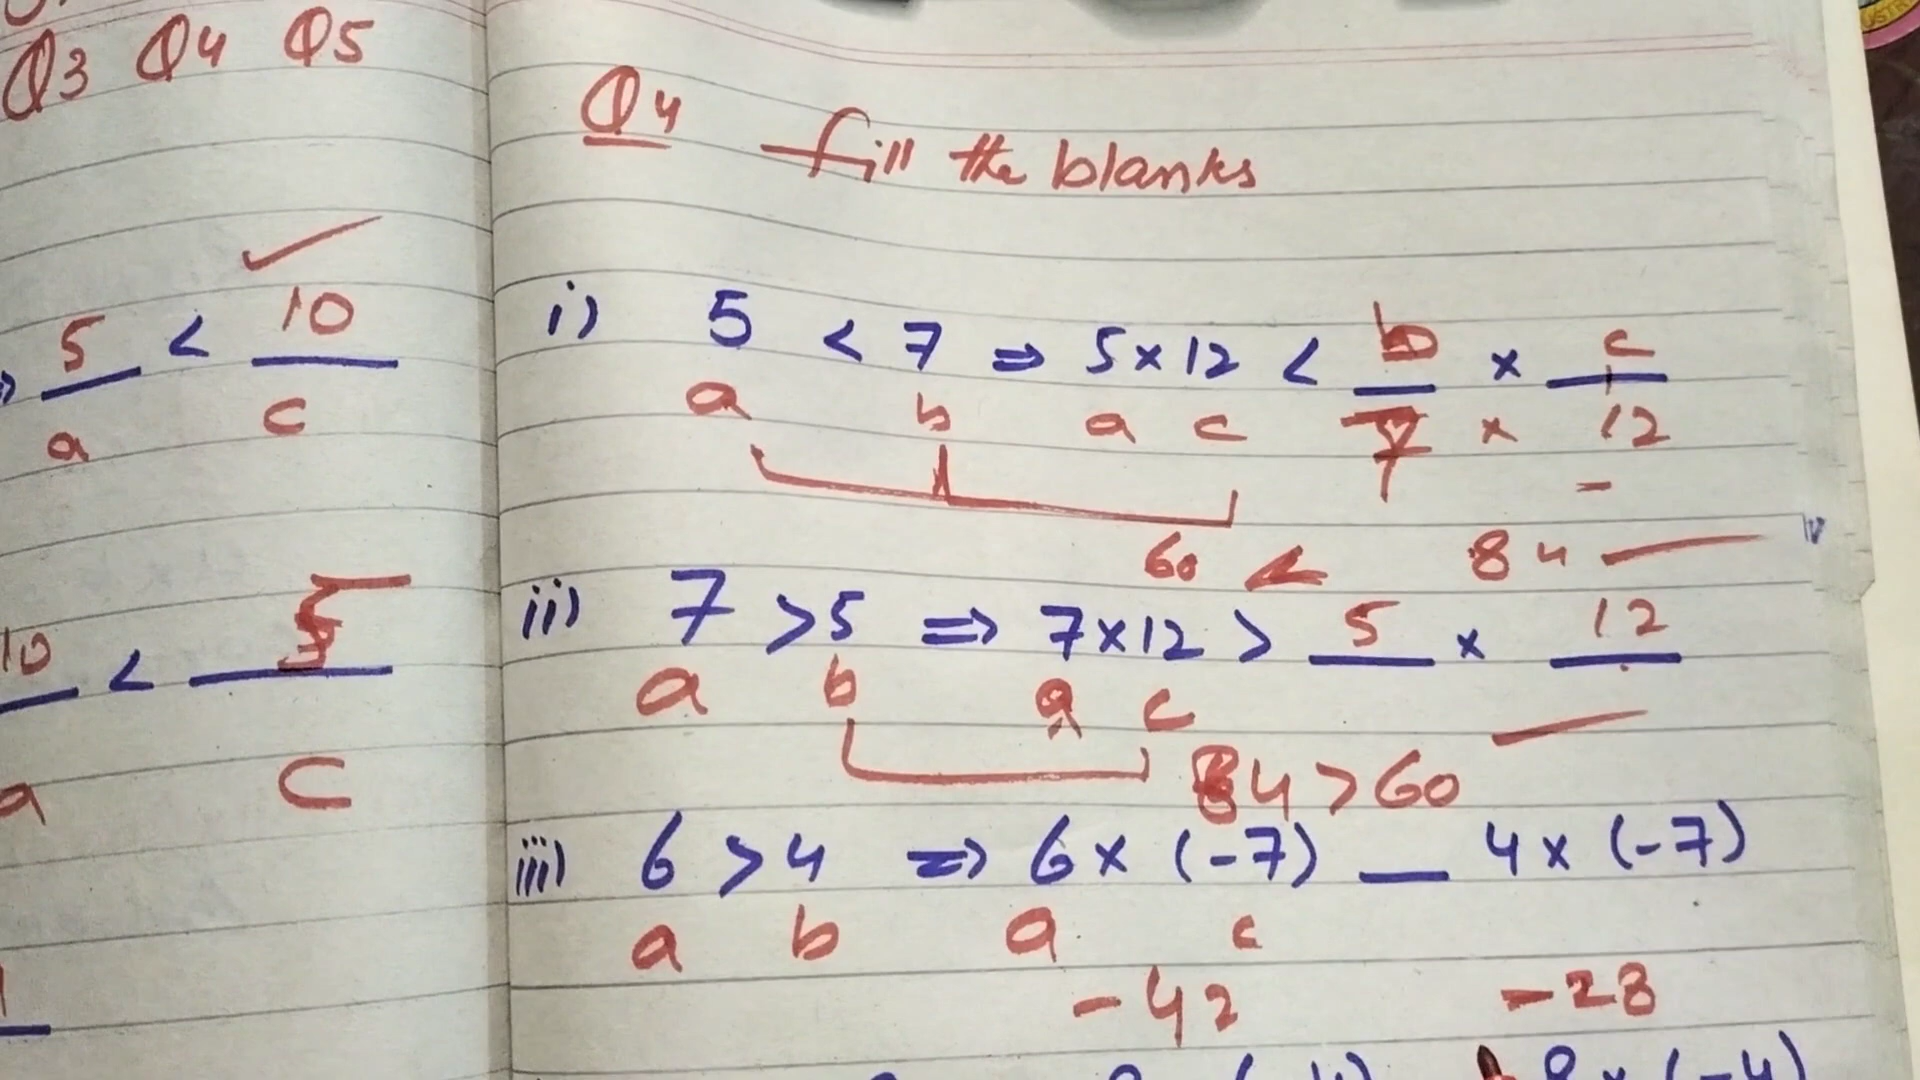 Q3 Q4 Q5
5 < 10
a c
10 < 5
a c
Q4 fill the blanks
i) 5 < 7 ⇒ 5 × 12 < b × c
a b a c 7 × 12
60 < 84
ii) 7 > 5 ⇒ 7 × 12 > 5 × 12
a b a c
84 > 60
iii) 6 > 4 ⇒ 6 × (-7) __ 4 × (-7)
a b a c
-42 -28
8 × (-4)